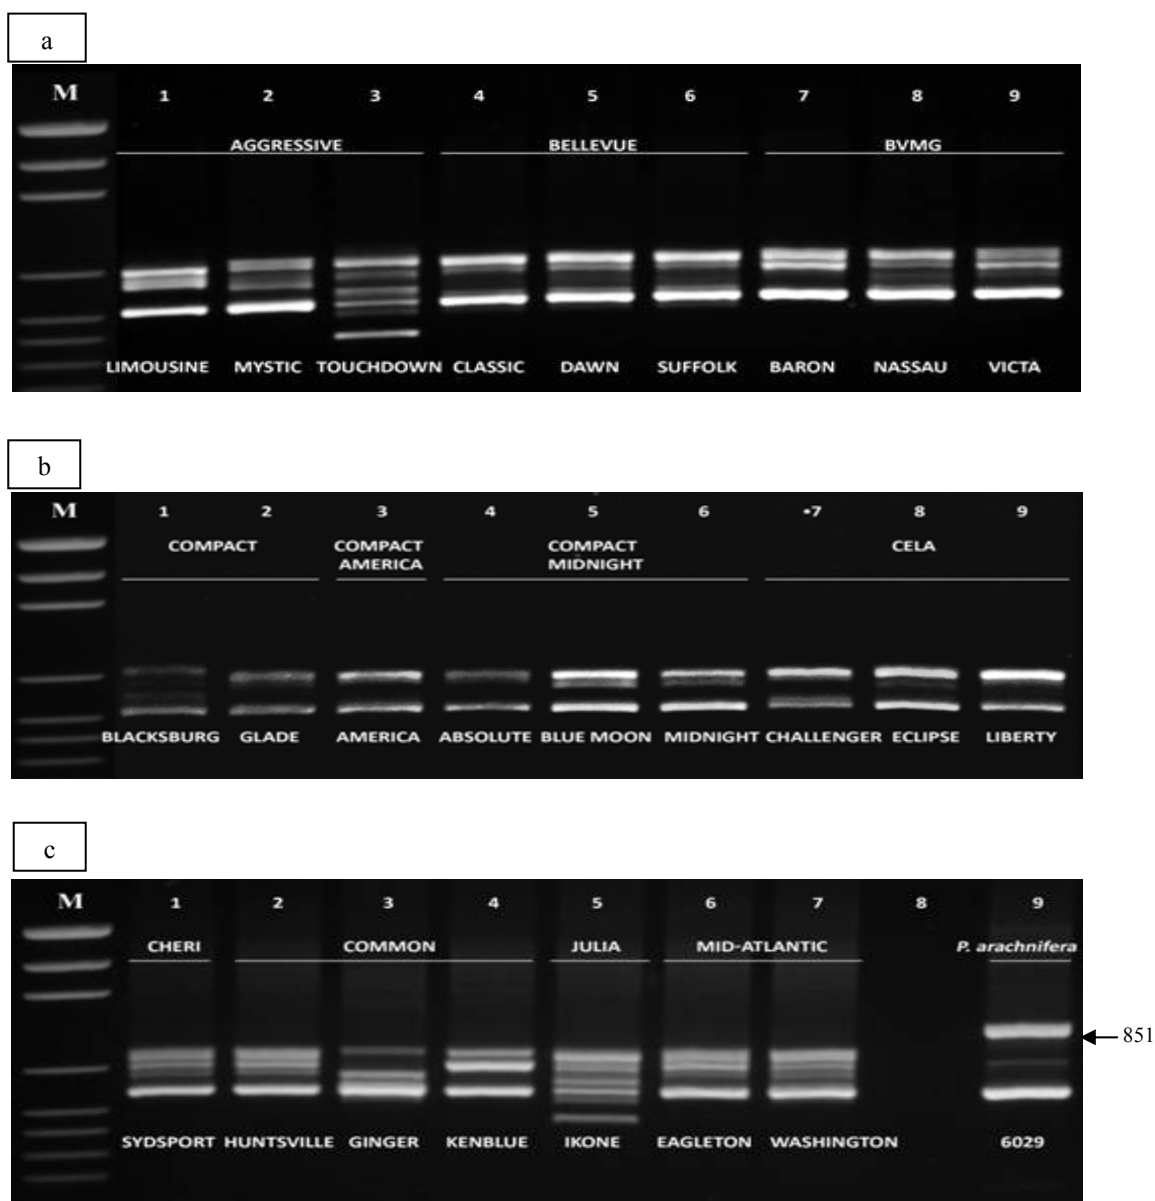 a
M 1 2 3 4 5 6 7 8 9
AGGRESSIVE BELLEVUE BVMG
LIMOUSINE MYSTIC TOUCHDOWN CLASSIC DAWN SUFFOLK BARON NASSAU VICTA
b
M 1 2 3 4 5 6 •7 8 9
COMPACT COMPACT COMPACT CELA
AMERICA MIDNIGHT
BLACKSBURG GLADE AMERICA ABSOLUTE BLUE MOON MIDNIGHT CHALLENGER ECLIPSE LIBERTY
c
M 1 2 3 4 5 6 7 8 9
CHERI COMMON JULIA MID-ATLANTIC P. arachnifera
851
SYDSPORT HUNTSVILLE GINGER KENBLUE IKONE EAGLETON WASHINGTON 6029